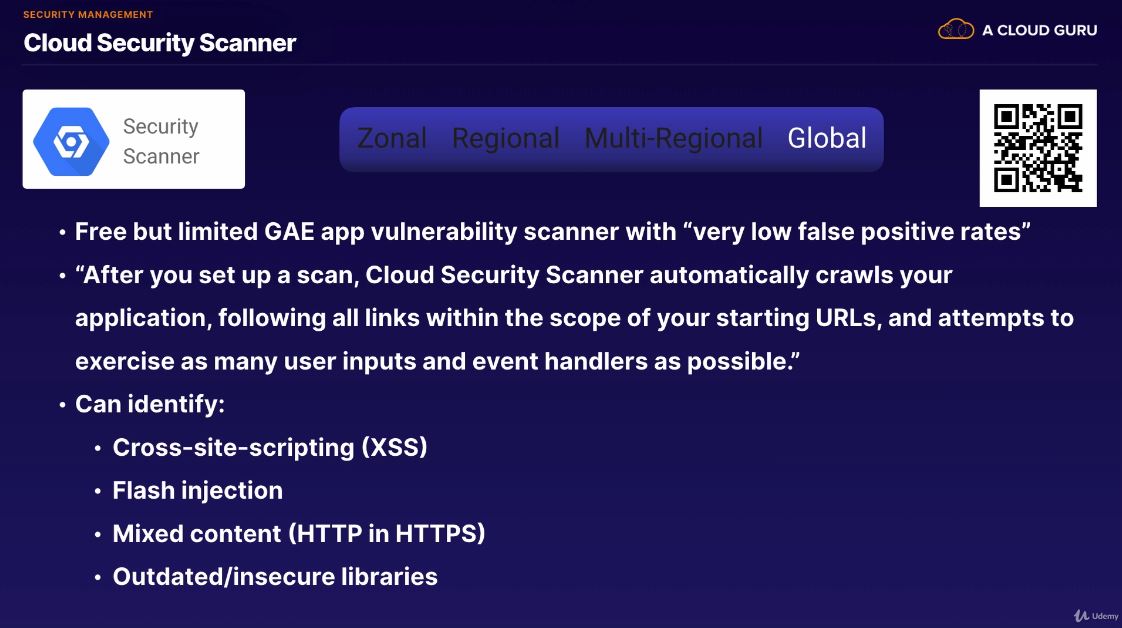 SECURITY MANAGEMENT
Cloud Security Scanner
A CLOUD GURU
Security
Scanner
Zonal Regional Multi-Regional Global
• Free but limited GAE app vulnerability scanner with “very low false positive rates”
• “After you set up a scan, Cloud Security Scanner automatically crawls your
application, following all links within the scope of your starting URLs, and attempts to
exercise as many user inputs and event handlers as possible.”
• Can identify:
• Cross-site-scripting (XSS)
• Flash injection
• Mixed content (HTTP in HTTPS)
• Outdated/insecure libraries
Udemy